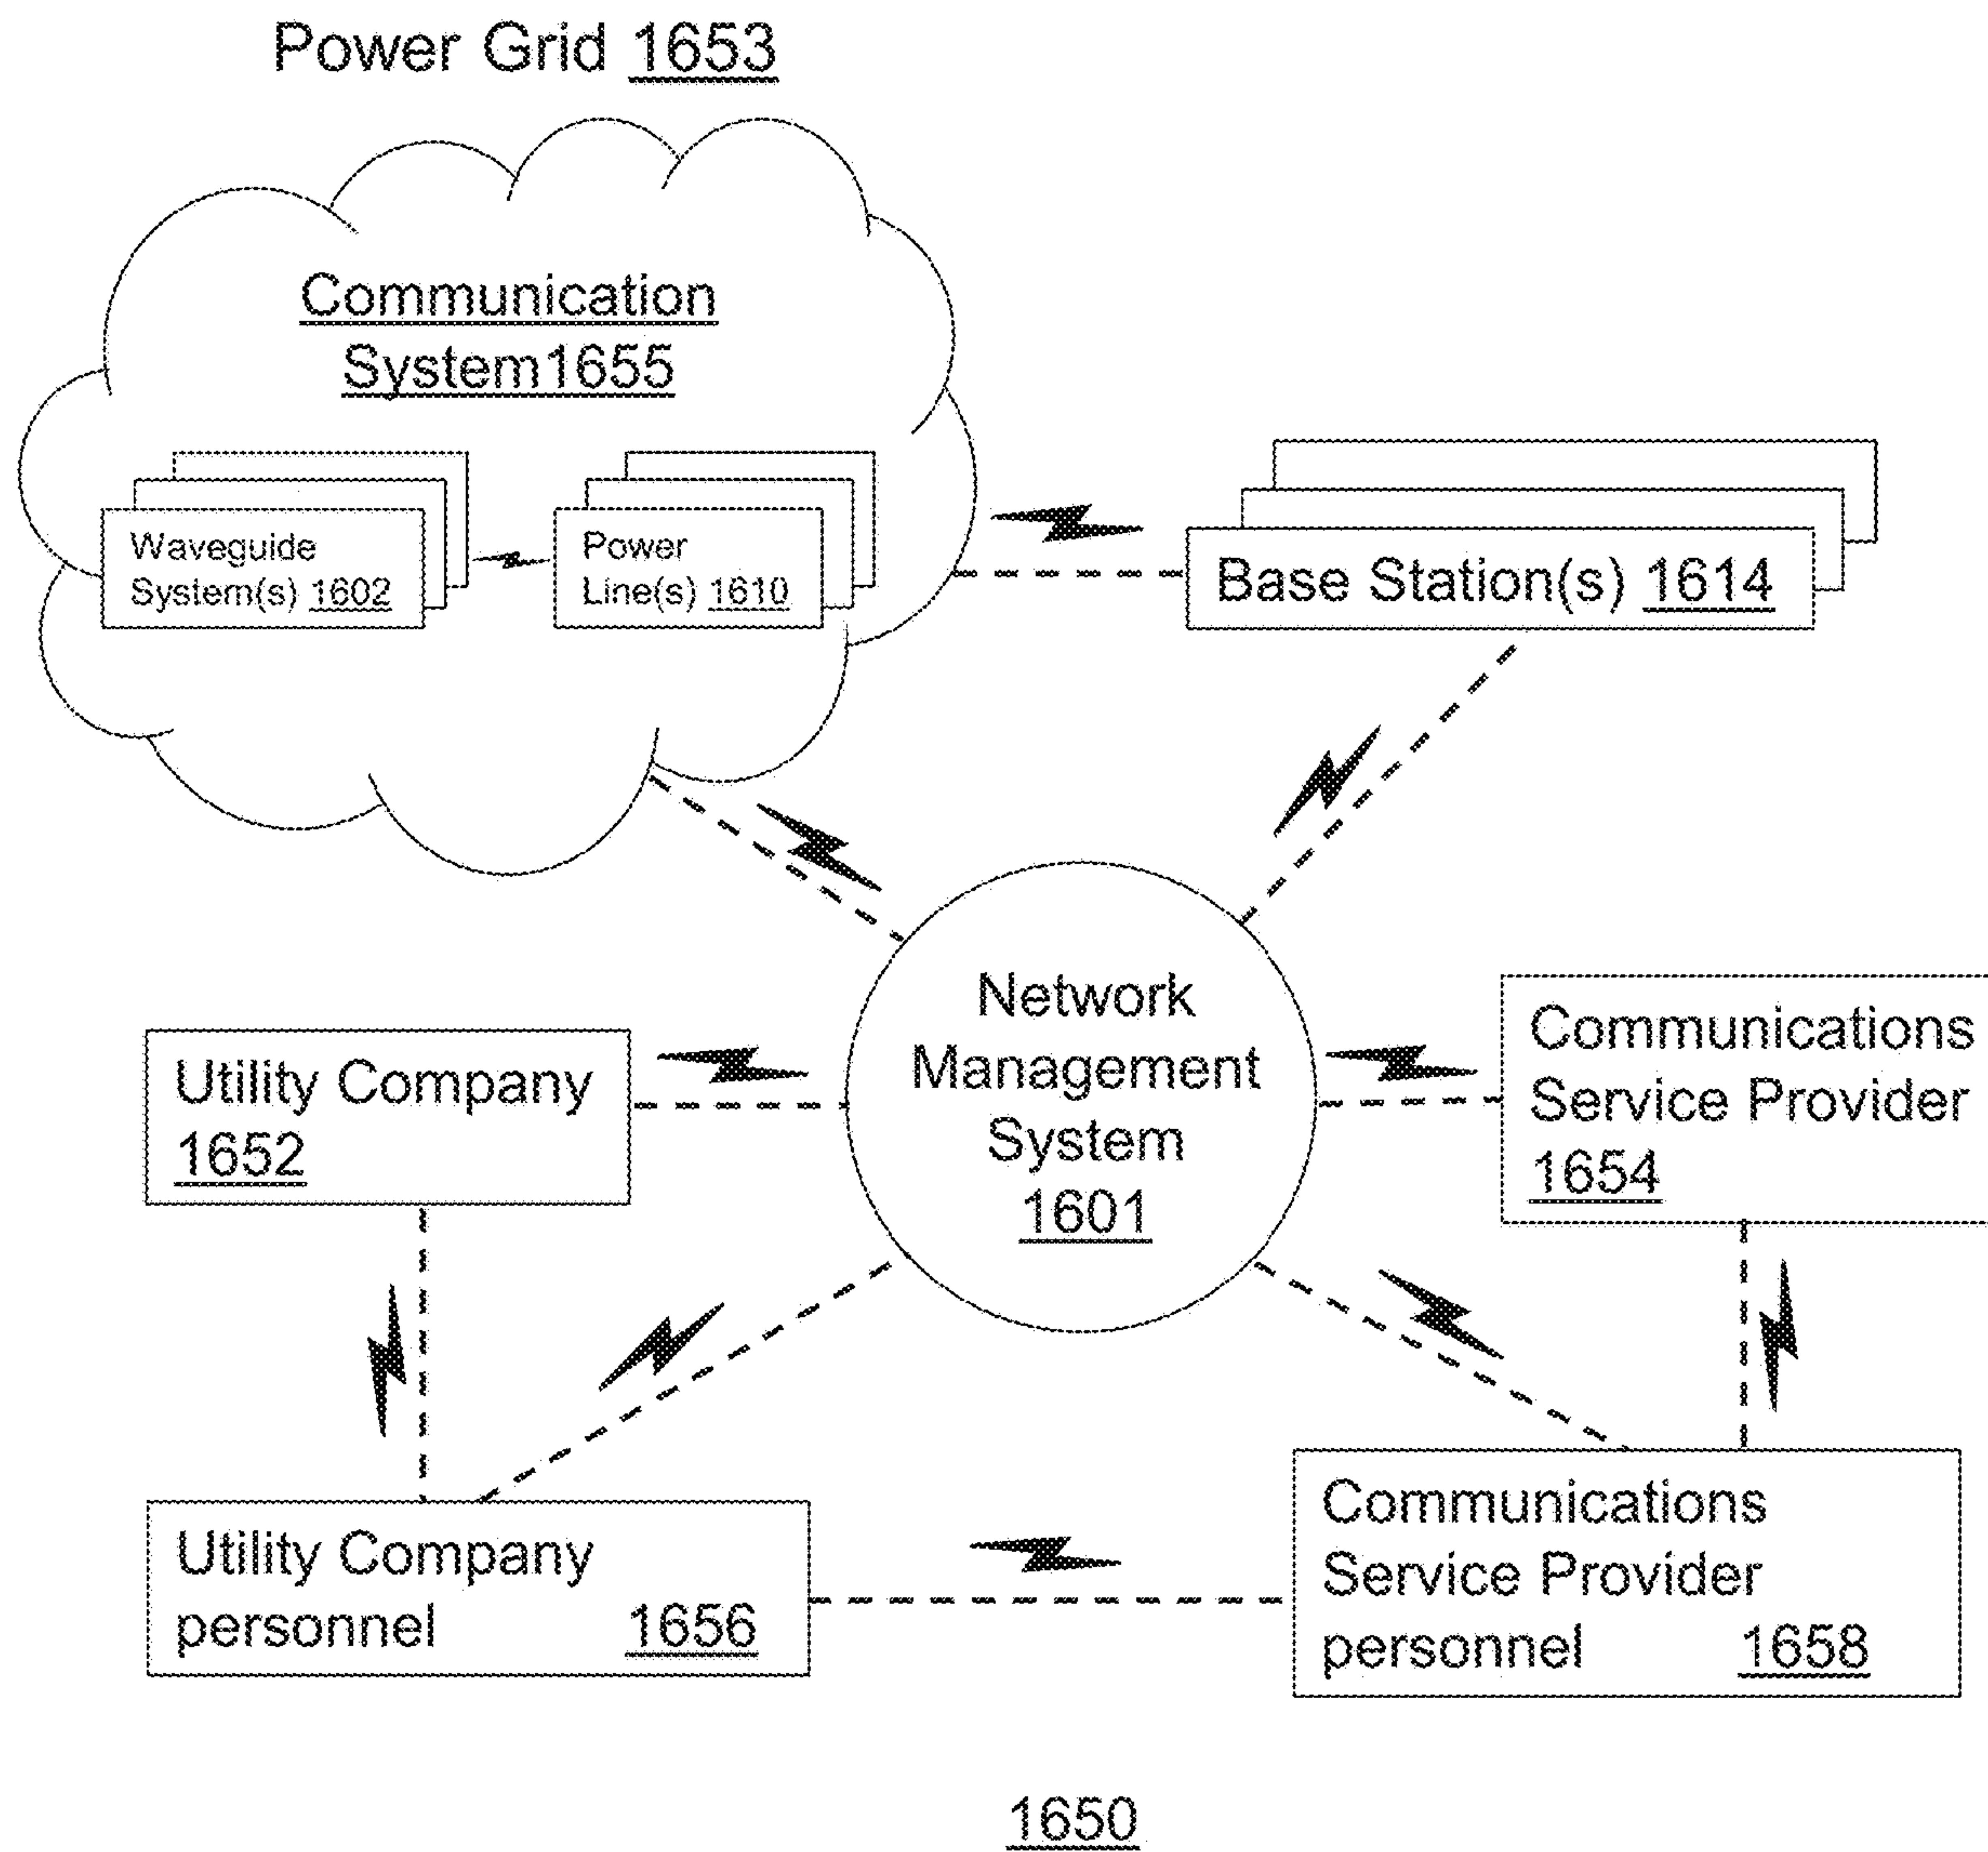 Power Grid 1653
Communication
System1655
Waveguide
System(s) 1602
Power
Line(s) 1610
Base Station(s) 1614
Network
Management
System
1601
Utility Company
1652
Communications
Service Provider
1654
Utility Company
personnel 1656
Communications
Service Provider
personnel 1658
1650